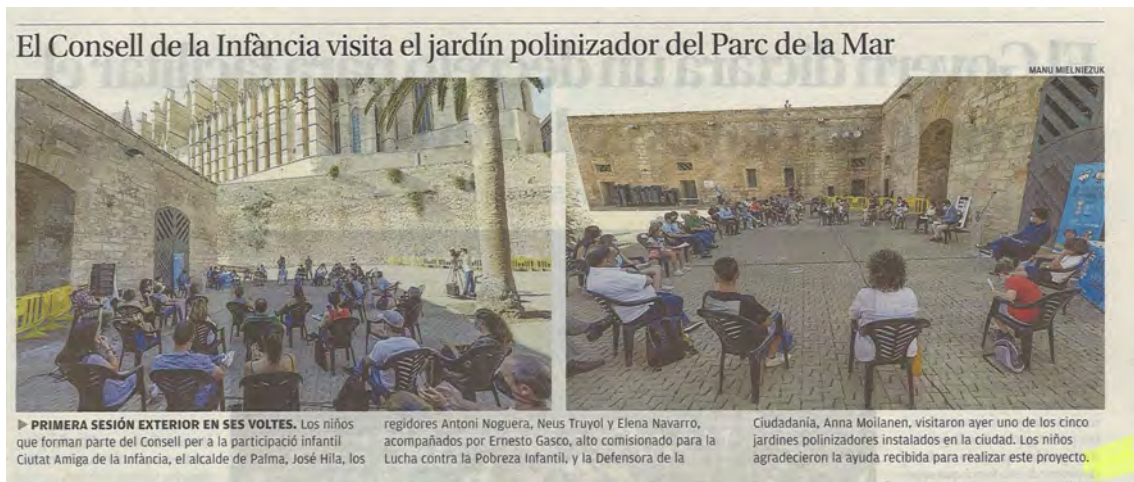 El Consell de la Infància visita el jardín polinizador del Parc de la Mar
MANU MIELNIEZUK
▶ PRIMERA SESIÓN EXTERIOR EN SES VOLTES. Los niños
que forman parte del Consell per a la participació infantil
Ciutat Amiga de la Infància, el alcalde de Palma, José Hila, los
regidores Antoni Noguera, Neus Truyol y Elena Navarro,
acompañados por Ernesto Gasco, alto comisionado para la
Lucha contra la Pobreza Infantil, y la Defensora de la
Ciudadanía, Anna Moilanen, visitaron ayer uno de los cinco
jardines polinizadores instalados en la ciudad. Los niños
agradecieron la ayuda recibida para realizar este proyecto.